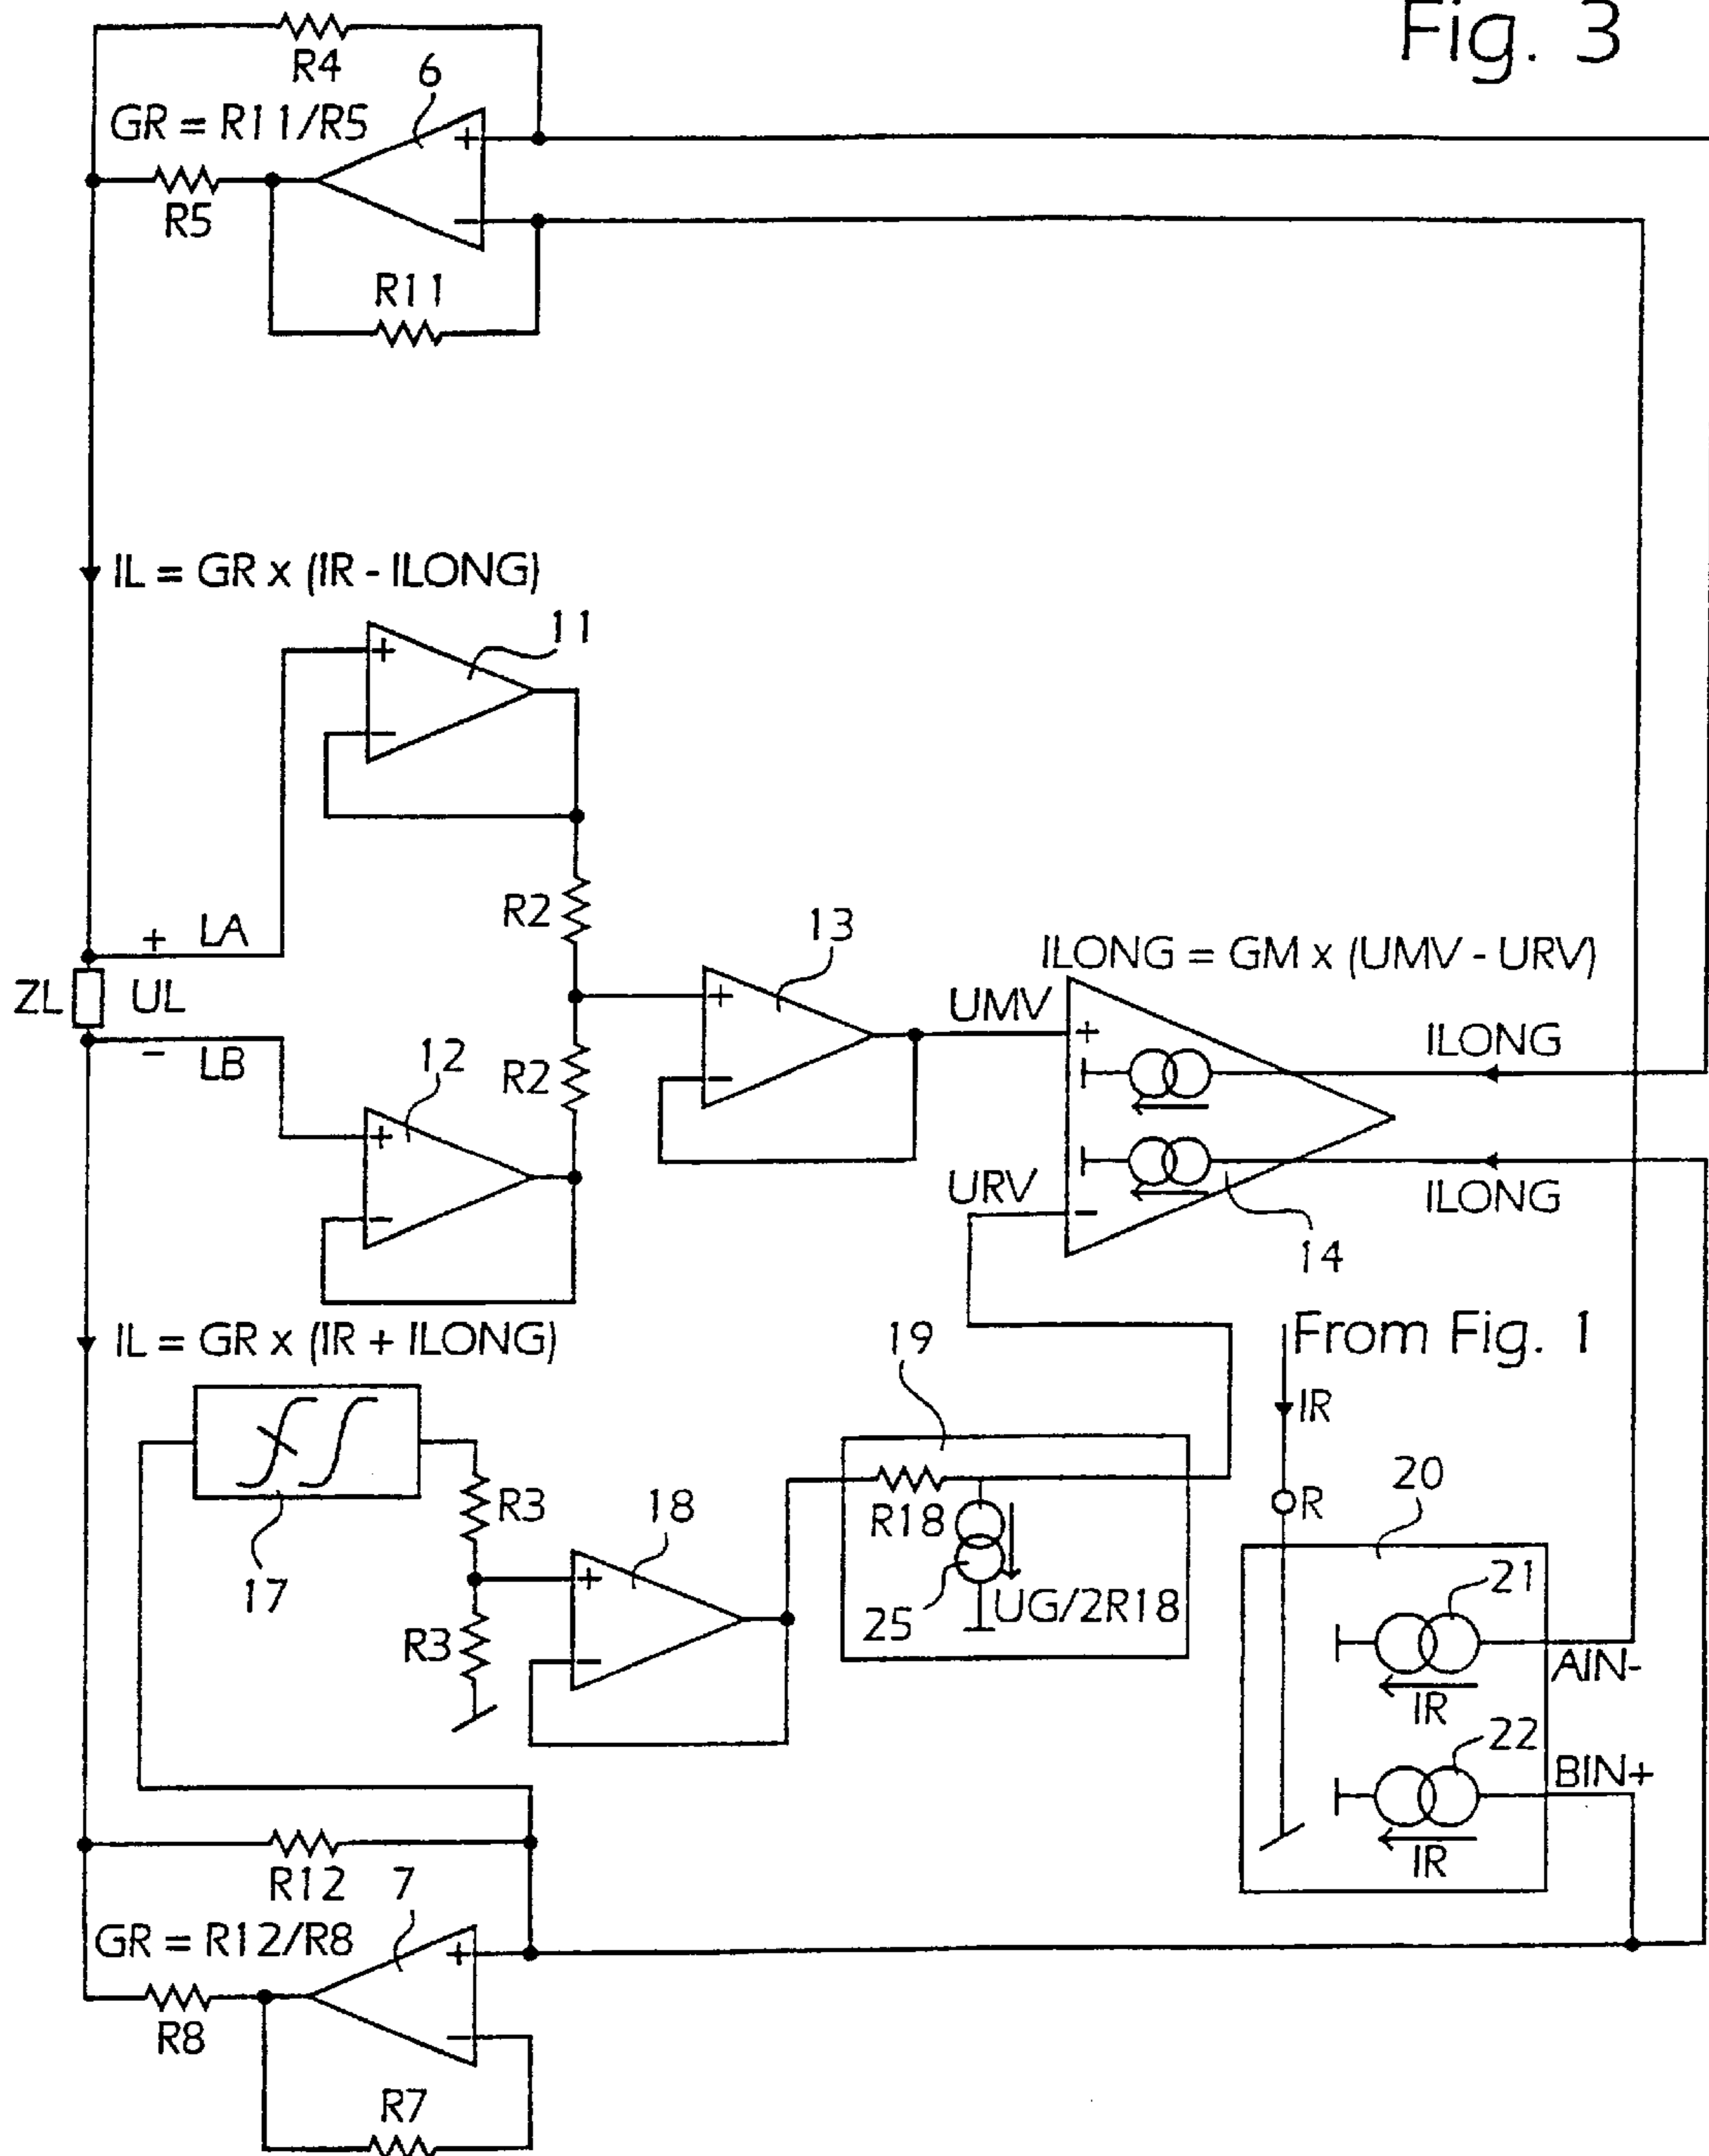 Fig. 3
R4
6
GR = R11/R5
+
R5
−
R11
IL = GR x (IR - ILONG)
11
+
−
R2
+ LA
13
ILONG = GM x (UMV - URV)
ZL UL
+
UMV
+
ILONG
− LB
12
R2
−
+
URV
ILONG
−
−
14
IL = GR x (IR + ILONG)
19
From Fig. 1
IR
R3
18
R18
R
20
17
+
25
UG/2R18
21
R3
−
AIN-
IR
22
BIN+
IR
R12
7
GR = R12/R8
+
R8
−
R7